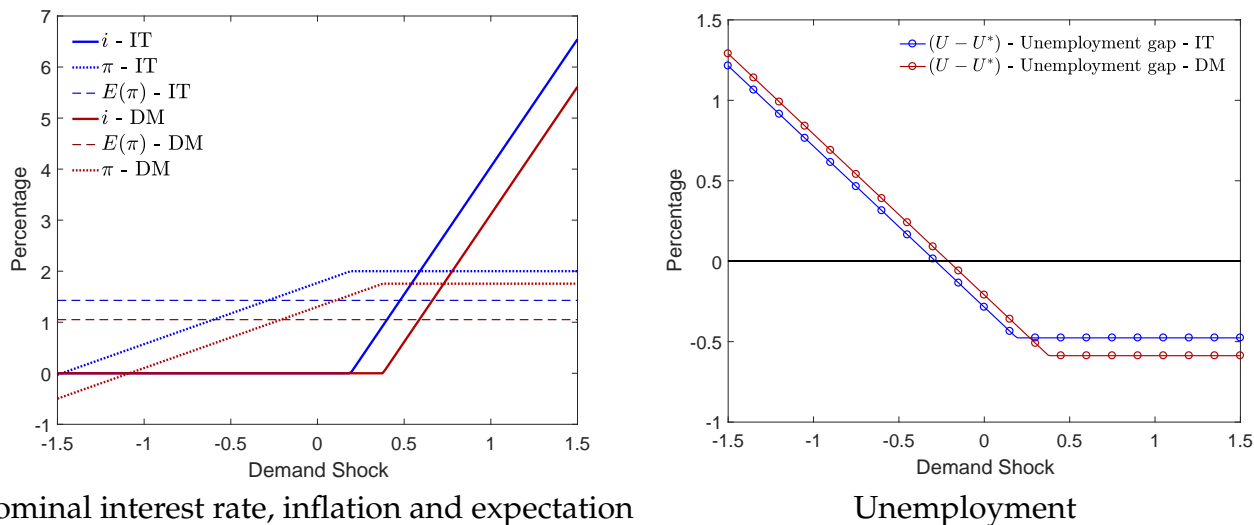 i - IT
π - IT
E(π) - IT
i - DM
E(π) - DM
π - DM
7
6
5
4
3
2
1
0
-1
Percentage
-1.5 -1 -0.5 0 0.5 1 1.5
Demand Shock
ominal interest rate, inflation and expectation
(U − U*) - Unemployment gap - IT
(U − U*) - Unemployment gap - DM
1.5
1
0.5
0
-0.5
-1
Percentage
-1.5 -1 -0.5 0 0.5 1 1.5
Demand Shock
Unemployment